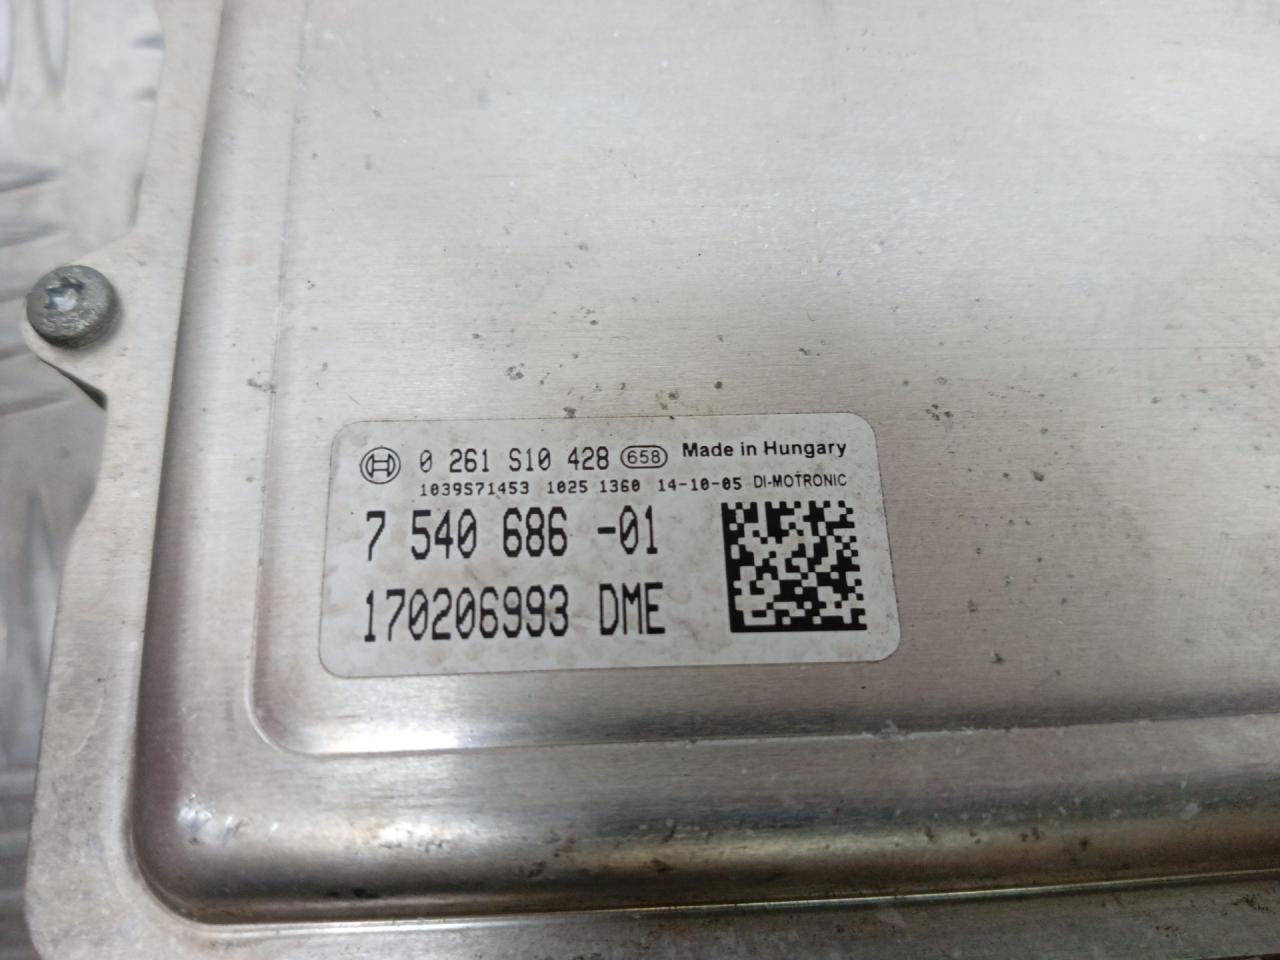 0 261 S10 428 658 Made in Hungary
1039S71453 1025 1360 14-10-05 DI-MOTRONIC
7 540 686 -01
170206993 DME